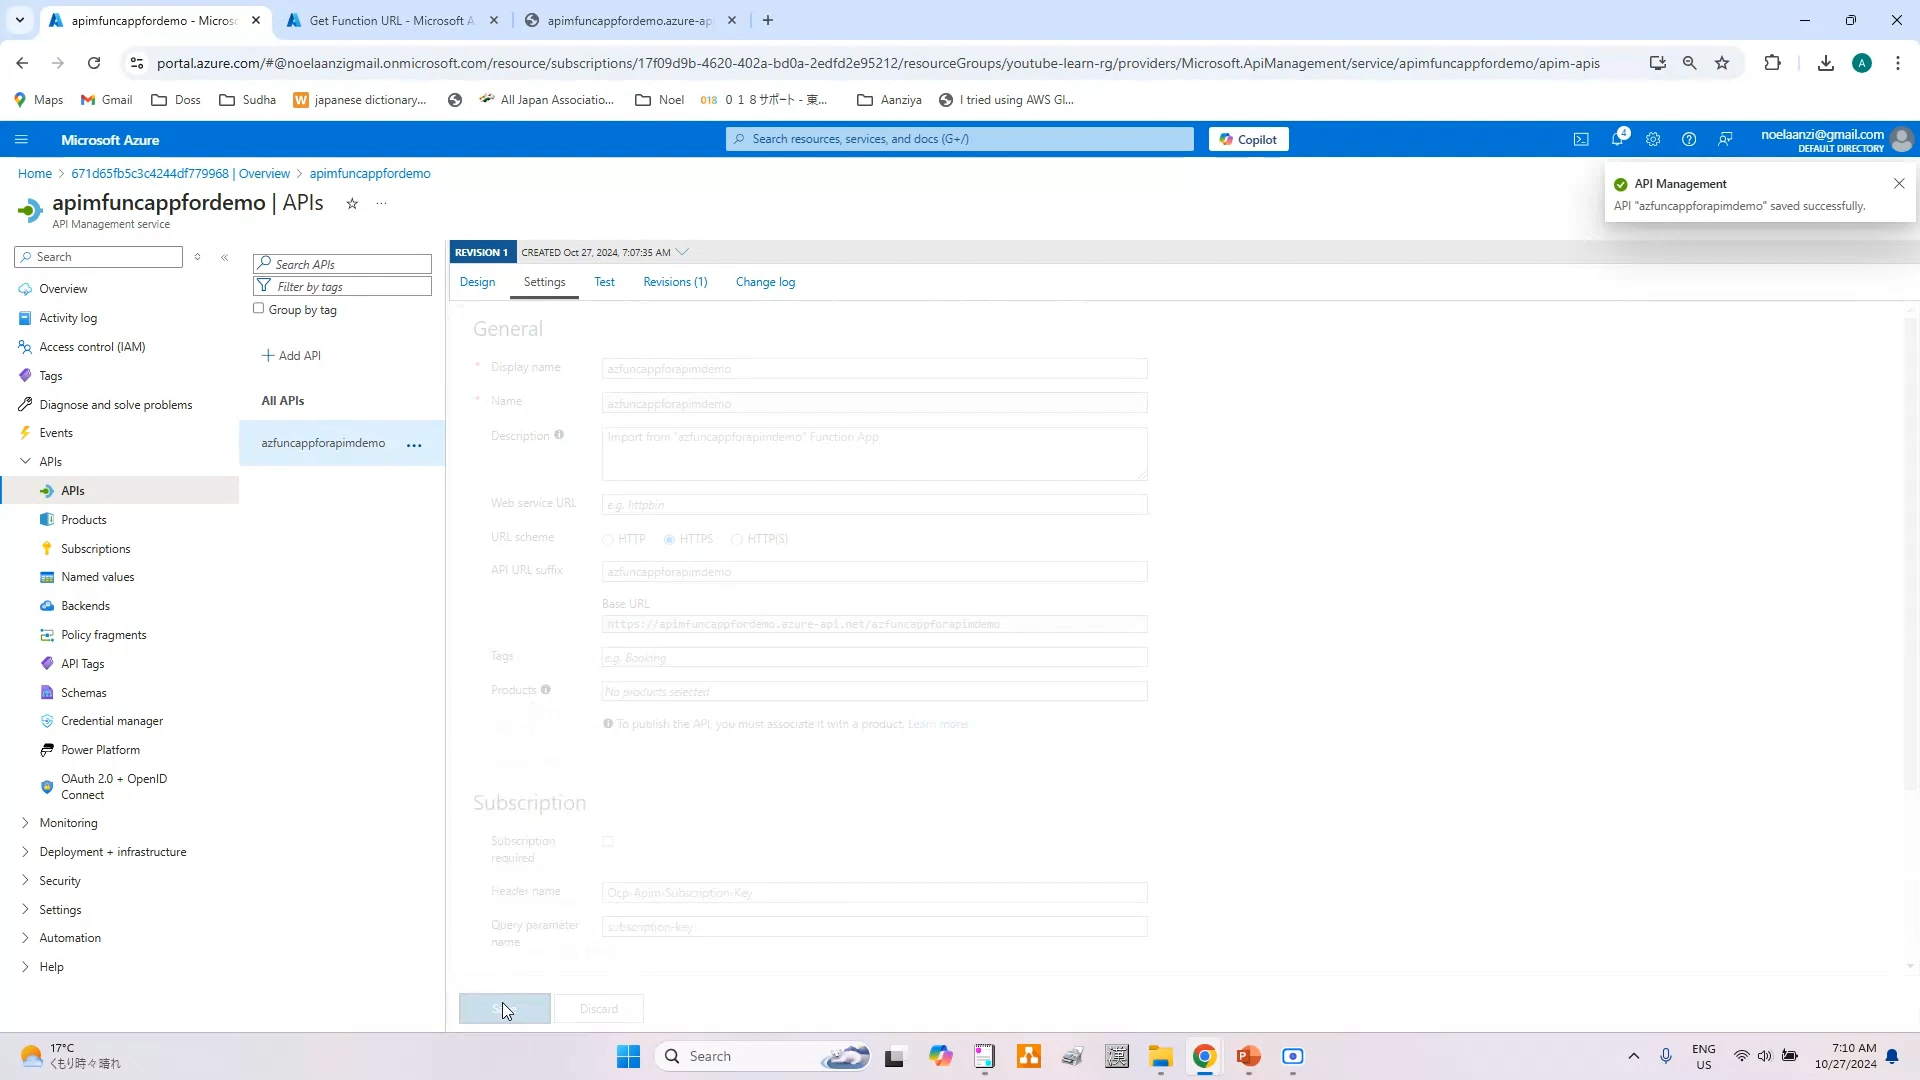 apimfuncappfordemo - Microso
Get Function URL - Microsoft A
apimfuncappfordemo.azure-ap
portal.azure.com/#@noelaanzigmail.onmicrosoft.com/resource/subscriptions/17f09d9b-4620-402a-bd0a-2edfd2e95212/resourceGroups/youtube-learn-rg/providers/Microsoft.ApiManagement/service/apimfuncappfordemo/apim-apis
A
Maps
Gmail
Doss
Sudha
W japanese dictionary...
All Japan Associatio...
Noel
018 ０１８サポート - 東...
Aanziya
I tried using AWS Gl...
Microsoft Azure
Search resources, services, and docs (G+/)
Copilot
4
noelaanzi@gmail.com
DEFAULT DIRECTORY
Home > 671d65fb5c3c4244df779968 | Overview > apimfuncappfordemo
apimfuncappfordemo | APIs
API Management service
API Management
API "azfuncappforapimdemo" saved successfully.
Search
Overview
Activity log
Access control (IAM)
Tags
Diagnose and solve problems
Events
APIs
APIs
Products
Subscriptions
Named values
Backends
Policy fragments
API Tags
Schemas
Credential manager
Power Platform
OAuth 2.0 + OpenID
Connect
Monitoring
Deployment + infrastructure
Security
Settings
Automation
Help
Search APIs
Filter by tags
Group by tag
Add API
All APIs
azfuncappforapimdemo
REVISION 1 CREATED Oct 27, 2024, 7:07:35 AM
Design
Settings
Test
Revisions (1)
Change log
General
* Display name azfuncappforapimdemo
* Name azfuncappforapimdemo
Description Import from "azfuncappforapimdemo" Function App
Web service URL e.g. httpbin
URL scheme HTTP HTTPS HTTP(S)
API URL suffix azfuncappforapimdemo
Base URL
https://apimfuncappfordemo.azure-api.net/azfuncappforapimdemo
Tags e.g. Booking
Products No products selected
To publish the API, you must associate it with a product. Learn more.
Subscription
Subscription
required
Header name Ocp-Apim-Subscription-Key
Query parameter
name
subscription-key
Discard
17°C
くもり時々晴れ
Search
漢
ENG
US
7:10 AM
10/27/2024